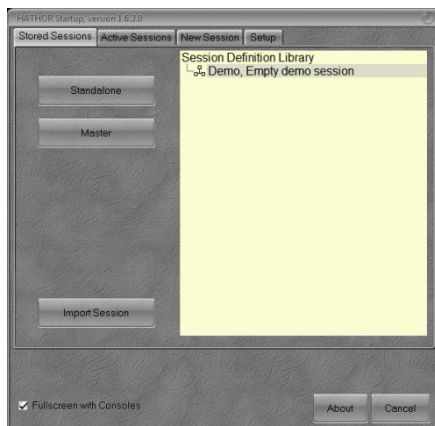 HATHOR Startup, version 1.6.3.0
Stored Sessions Active Sessions New Session Setup
Session Definition Library
Demo, Empty demo session
Standalone
Master
Import Session
Fullscreen with Consoles
About Cancel